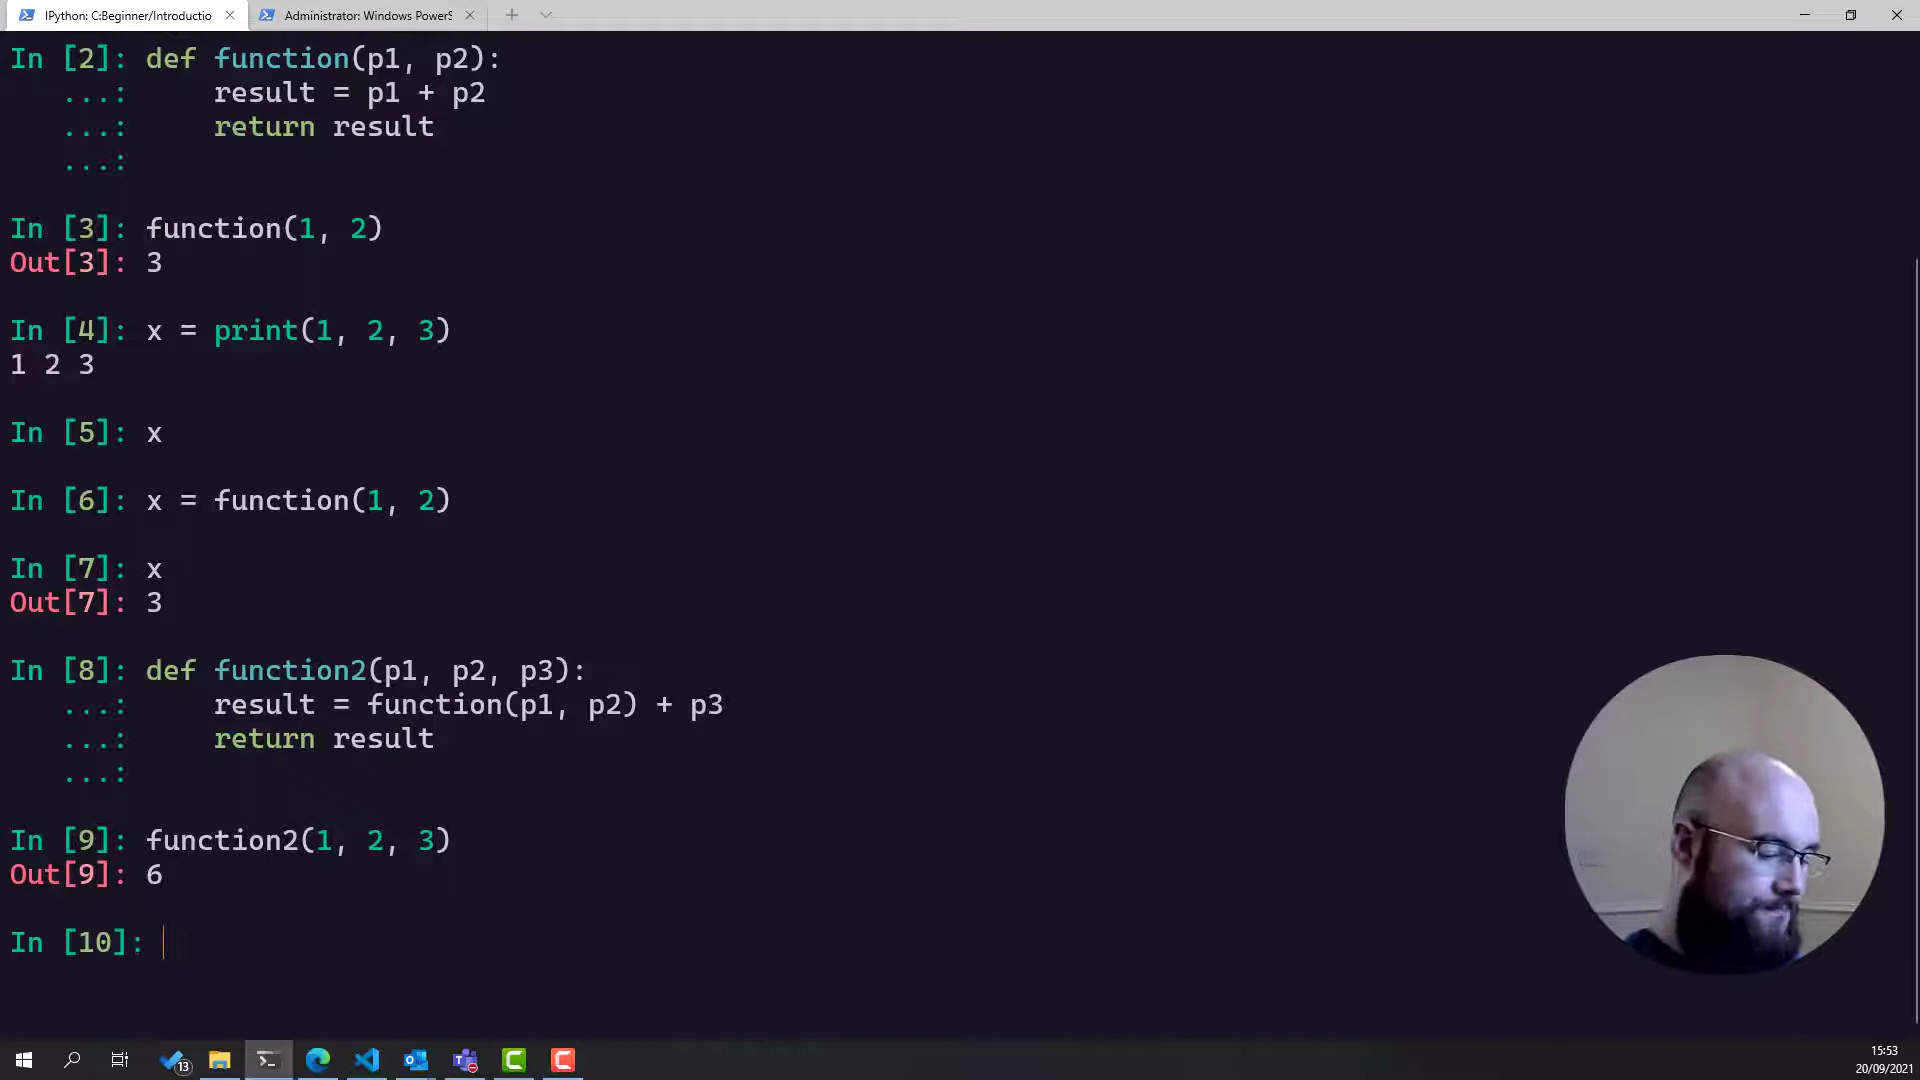 IPython: C:Beginner/Introductio
Administrator: Windows PowerS
In [2]: def function(p1, p2):
...: result = p1 + p2
...: return result
...:
In [3]: function(1, 2)
Out[3]: 3
In [4]: x = print(1, 2, 3)
1 2 3
In [5]: x
In [6]: x = function(1, 2)
In [7]: x
Out[7]: 3
In [8]: def function2(p1, p2, p3):
...: result = function(p1, p2) + p3
...: return result
...:
In [9]: function2(1, 2, 3)
Out[9]: 6
In [10]:
13
15:53
20/09/2021